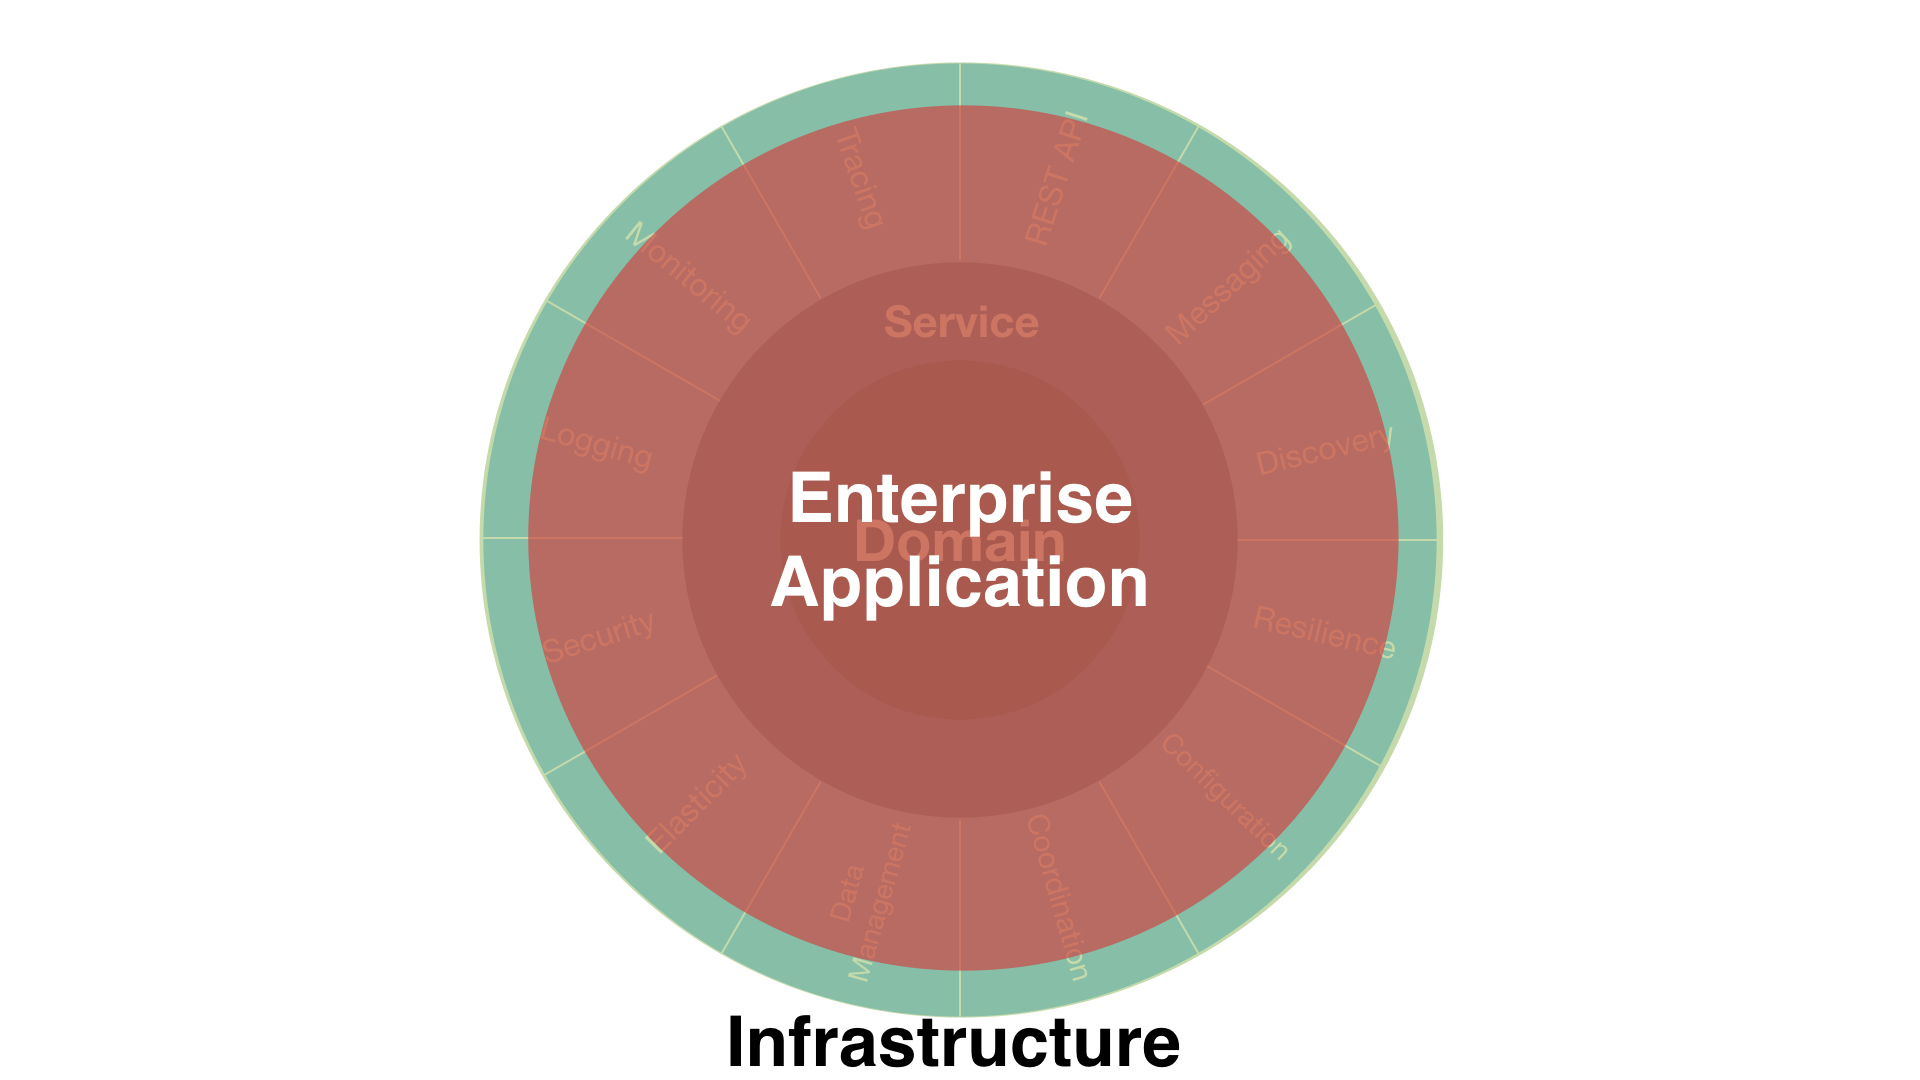 Tracing
REST API
Monitoring
Messaging
Service
Logging
Discovery
Enterprise
Domain
Application
Security
Resilience
Elasticity
Configuration
Data
Management
Coordination
Infrastructure